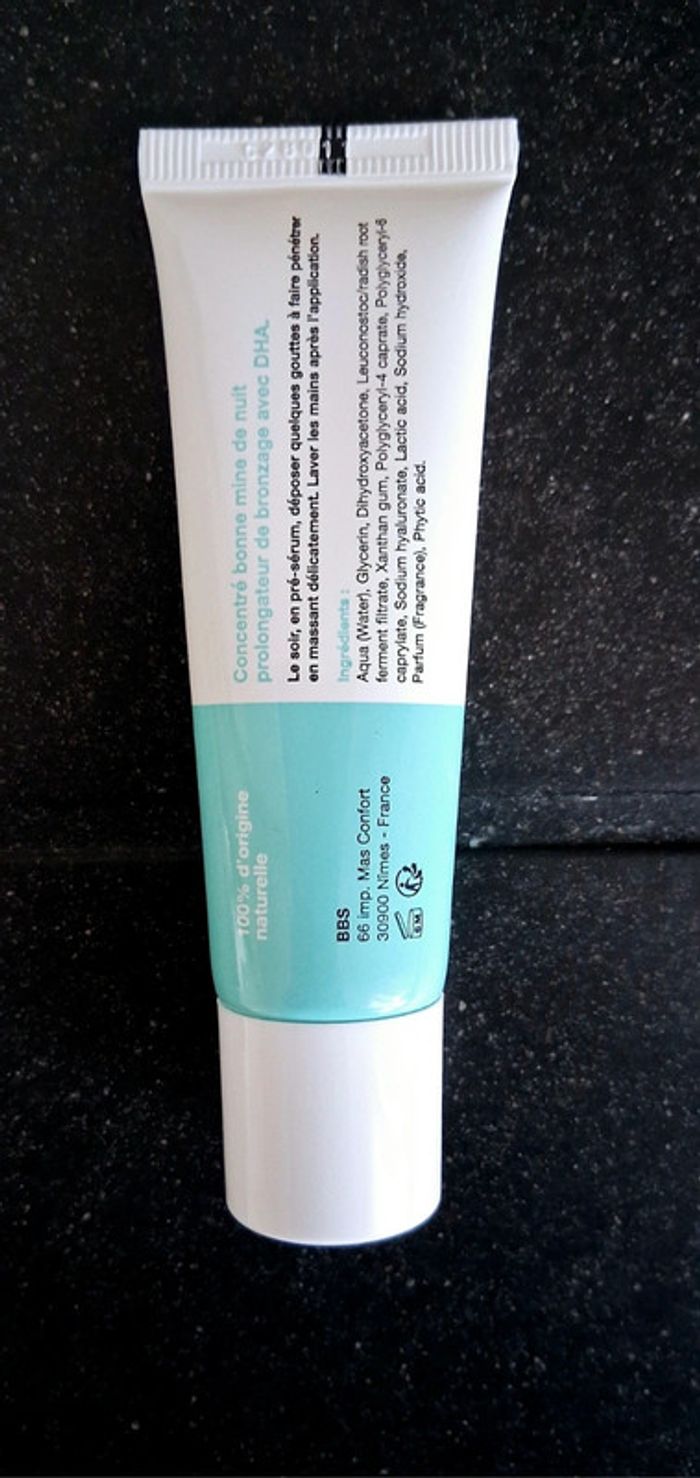 Concentré bonne mine de nuit
prolongateur de bronzage avec DHA.
Le soir, en pré-sérum, déposer quelques gouttes à faire pénétrer
en massant délicatement. Laver les mains après l'application.
Ingrédients :
Aqua (Water), Glycerin, Dihydroxyacetone, Leuconostoc/radish root
ferment filtrate, Xanthan gum, Polyglyceryl-4 caprate, Polyglyceryl-6
caprylate, Sodium hyaluronate, Lactic acid, Sodium hydroxide,
Parfum (Fragrance), Phytic acid.
100% d'origine
naturelle
BBS
66 imp. Mas Confort
30900 Nîmes - France
6 M